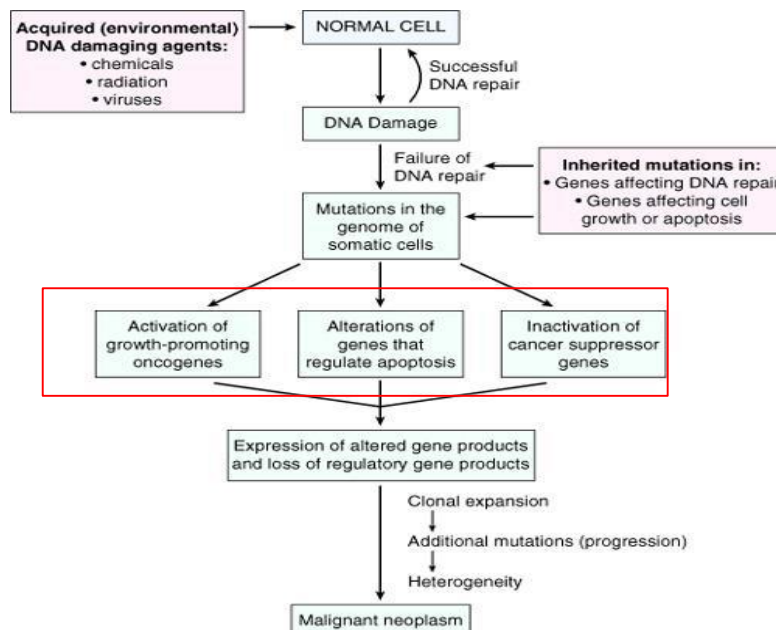 Acquired (environmental)
DNA damaging agents:
• chemicals
• radiation
• viruses
NORMAL CELL
Successful
DNA repair
DNA Damage
Failure of
DNA repair
Inherited mutations in:
• Genes affecting DNA repair
• Genes affecting cell
growth or apoptosis
Mutations in the
genome of
somatic cells
Activation of
growth-promoting
oncogenes
Alterations of
genes that
regulate apoptosis
Inactivation of
cancer suppressor
genes
Expression of altered gene products
and loss of regulatory gene products
Clonal expansion
Additional mutations (progression)
Heterogeneity
Malignant neoplasm